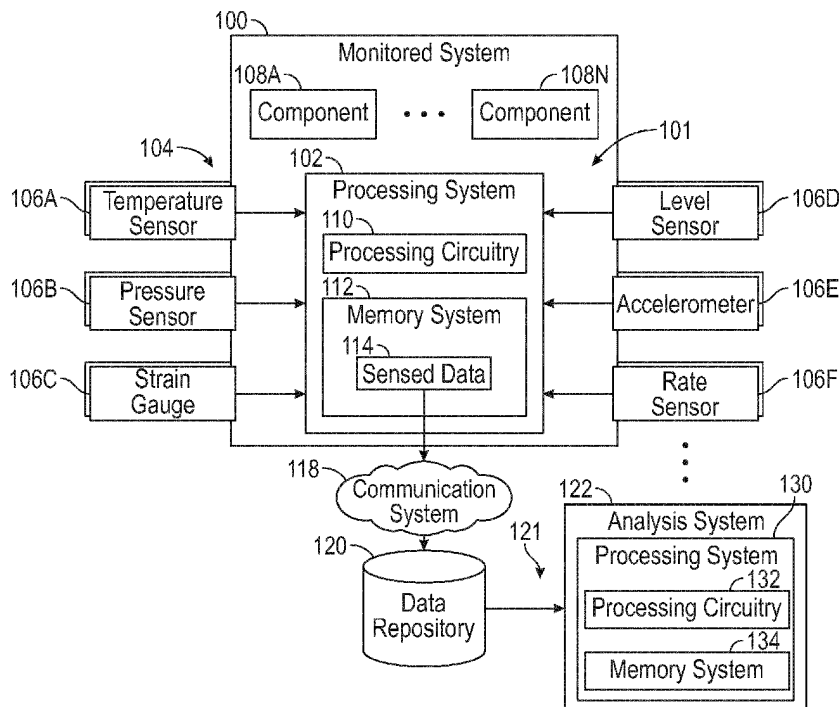 100
Monitored System
108A
Component
• • •
108N
Component
104
101
102
Processing System
106A
Temperature
Sensor
Level
Sensor
106D
110
Processing Circuitry
106B
Pressure
Sensor
112
Memory System
Accelerometer
106E
114
Sensed Data
106C
Strain
Gauge
Rate
Sensor
106F
118
Communication
System
122
130
Analysis System
120
121
Processing System
Data
Repository
132
Processing Circuitry
134
Memory System